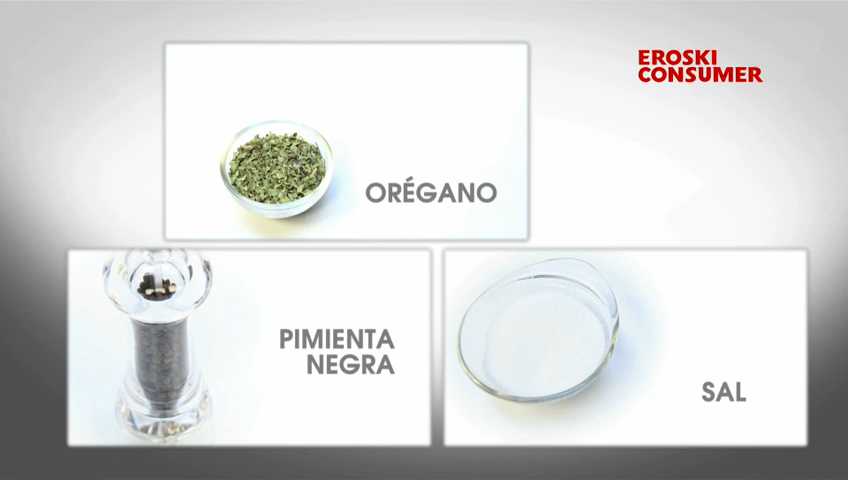 EROSKI
CONSUMER
ORÉGANO
PIMIENTA
NEGRA
SAL